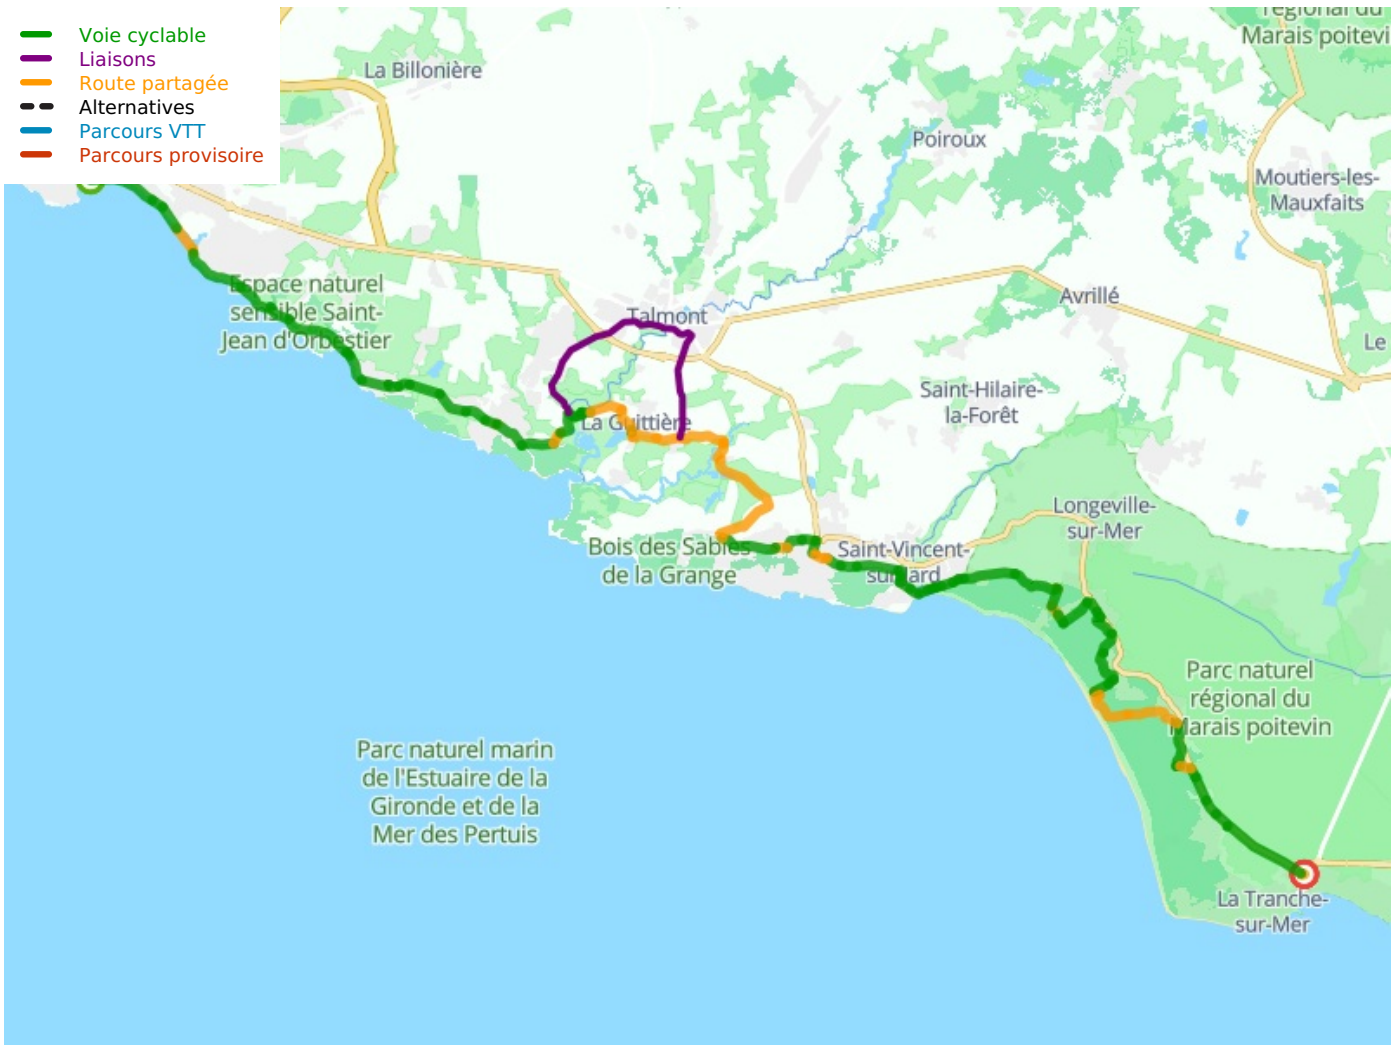 Voie cyclable
Liaisons
Route partagée
Alternatives
Parcours VTT
Parcours provisoire
régional du
Marais poitevi
La Billonière
Poiroux
Moutiers-les-
Mauxfaits
Espace naturel
sensible Saint-
Jean d'Orbestier
Talmont
Avrillé
Le
Saint-Hilaire-
la-Forêt
La Guittière
Longeville-
sur-Mer
Bois des Sables
de la Grange
Saint-Vincent-
sur-Jard
Parc naturel
régional du
Marais poitevin
Parc naturel marin
de l'Estuaire de la
Gironde et de la
Mer des Pertuis
La Tranche-
sur-Mer